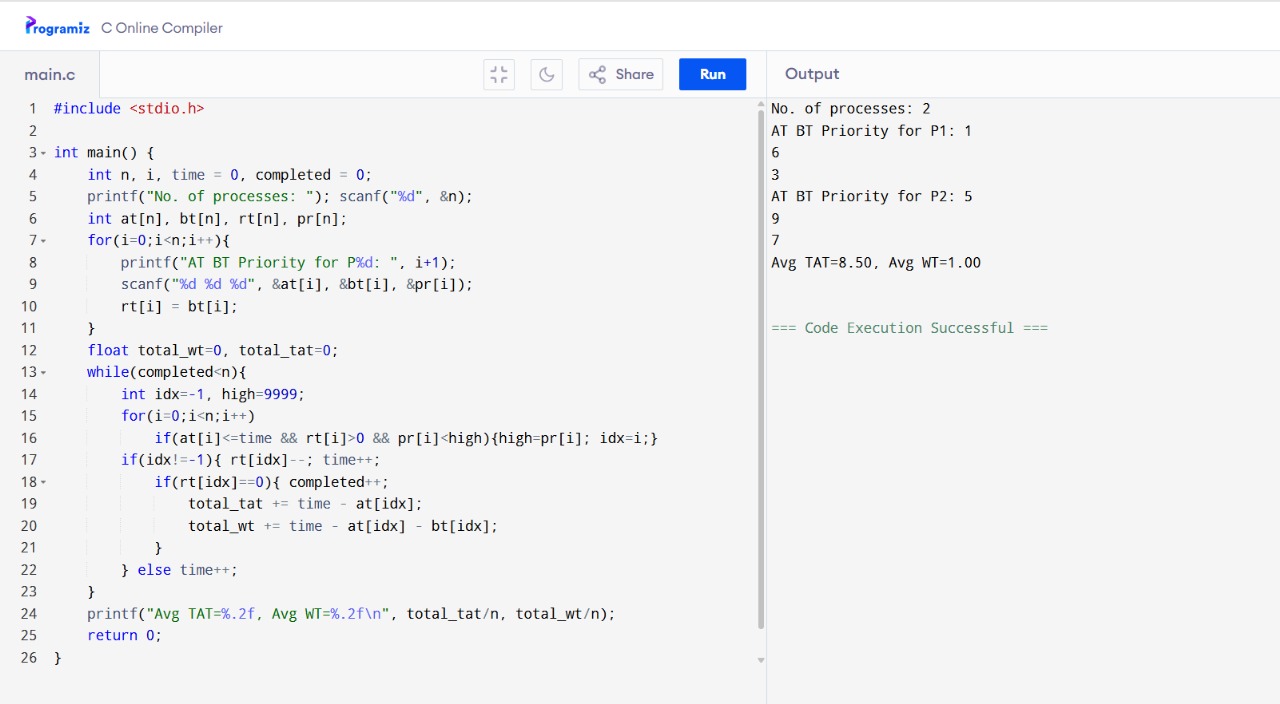 Programiz C Online Compiler
main.c
Share
Run
Output
1 #include <stdio.h>
2
3 int main() {
4     int n, i, time = 0, completed = 0;
5     printf("No. of processes: "); scanf("%d", &n);
6     int at[n], bt[n], rt[n], pr[n];
7     for(i=0;i<n;i++){
8         printf("AT BT Priority for P%d: ", i+1);
9         scanf("%d %d %d", &at[i], &bt[i], &pr[i]);
10         rt[i] = bt[i];
11     }
12     float total_wt=0, total_tat=0;
13     while(completed<n){
14         int idx=-1, high=9999;
15         for(i=0;i<n;i++)
16             if(at[i]<=time && rt[i]>0 && pr[i]<high){high=pr[i]; idx=i;}
17         if(idx!=-1){ rt[idx]--; time++;
18             if(rt[idx]==0){ completed++;
19                 total_tat += time - at[idx];
20                 total_wt += time - at[idx] - bt[idx];
21             }
22         } else time++;
23     }
24     printf("Avg TAT=%.2f, Avg WT=%.2f\n", total_tat/n, total_wt/n);
25     return 0;
26 }
No. of processes: 2
AT BT Priority for P1: 1
6
3
AT BT Priority for P2: 5
9
7
Avg TAT=8.50, Avg WT=1.00
=== Code Execution Successful ===